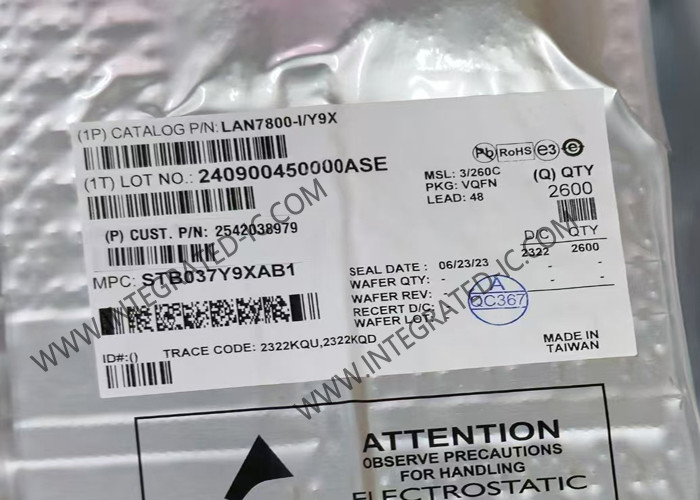 (1P) CATALOG P/N: LAN7800-I/Y9X
(1T) LOT NO.: 240900450000ASE
(P) CUST. P/N: 2542038979
MPC: STB037Y9XAB1
ID#:()
TRACE CODE: 2322KQU,2322KQD
Pb RoHS e3 e
MSL: 3/260C
PKG: VQFN
LEAD: 48
(Q) QTY
2600
D/C QTY
2322 2600
- -
- -
SEAL DATE: 06/23/23
WAFER QTY: -
WAFER REV: -
RECERT D/C:
WAFER LOT:
A
QC367
MADE IN
TAIWAN
WWW.INTEGRATED-IC.COM
WWW.INTEGRATED-IC.COM
ATTENTION
OBSERVE PRECAUTIONS
FOR HANDLING
ELECTROSTATIC